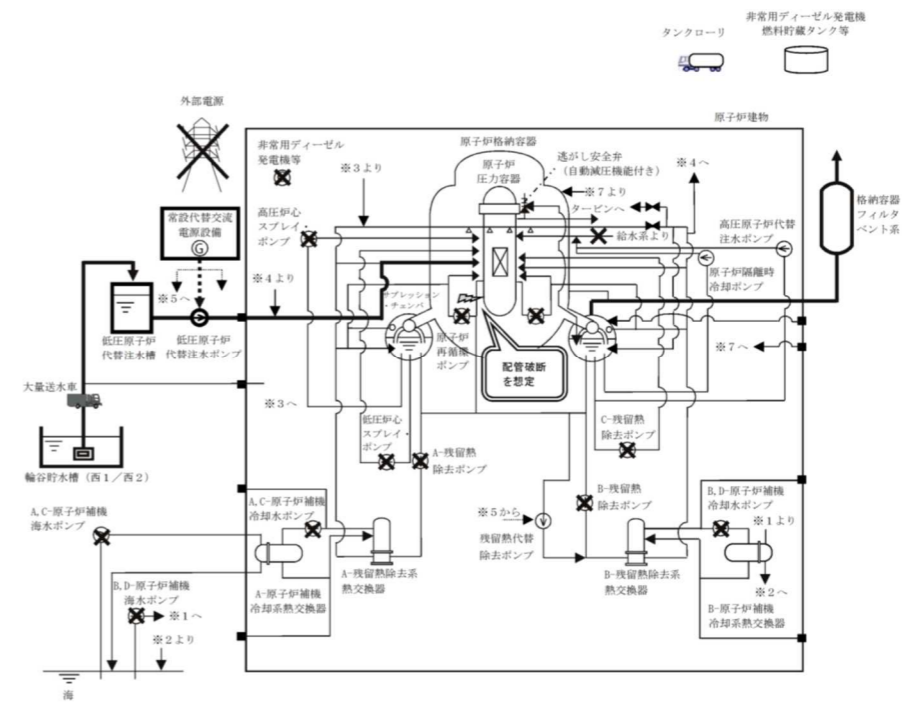 タンクローリ
非常用ディーゼル発電機
燃料貯蔵タンク等
外部電源
原子炉建物
非常用ディーゼル
発電機等
※3より
原子炉格納容器
原子炉
圧力容器
逃がし安全弁
(自動減圧機能付き)
※4へ
※7より
タービンへ
給水系より
格納容器
フィルタ
ベント系
常設代替交流
電源設備
G
高圧炉心
スプレイ・
ポンプ
高圧原子炉代替
注水ポンプ
原子炉隔離時
冷却ポンプ
※5へ
※4より
低圧原子炉
代替注水槽
低圧原子炉
代替注水ポンプ
サプレッション
・チェンバ
原子炉
再循環
ポンプ
配管破断
を想定
※7へ
大量送水車
※3へ
輪谷貯水槽(西1/西2)
低圧炉心
スプレイ・
ポンプ
A-残留熱
除去ポンプ
C-残留熱
除去ポンプ
B-残留熱
除去ポンプ
A,C-原子炉補機
海水ポンプ
A,C-原子炉補機
冷却水ポンプ
※5から
残留熱代替
除去ポンプ
B,D-原子炉補機
冷却水ポンプ
※1より
B,D-原子炉補機
海水ポンプ
※1へ
※2より
A-原子炉補機
冷却系熱交換器
A-残留熱除去系
熱交換器
B-残留熱除去系
熱交換器
※2へ
B-原子炉補機
冷却系熱交換器
海